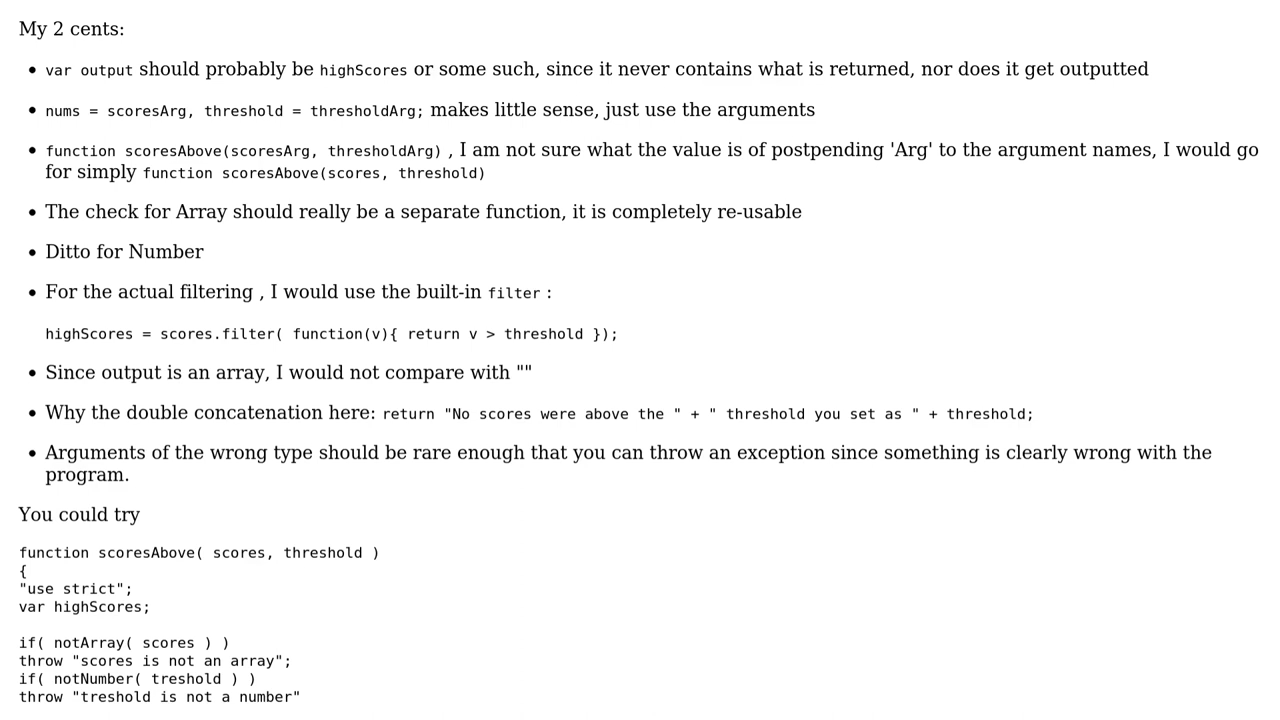 My 2 cents:
• var output should probably be highScores or some such, since it never contains what is returned, nor does it get outputted
• nums = scoresArg, threshold = thresholdArg; makes little sense, just use the arguments
• function scoresAbove(scoresArg, thresholdArg) , I am not sure what the value is of postpending 'Arg' to the argument names, I would go
for simply function scoresAbove(scores, threshold)
• The check for Array should really be a separate function, it is completely re-usable
• Ditto for Number
• For the actual filtering , I would use the built-in filter :
highScores = scores.filter( function(v){ return v > threshold });
• Since output is an array, I would not compare with ""
• Why the double concatenation here: return "No scores were above the " + " threshold you set as " + threshold;
• Arguments of the wrong type should be rare enough that you can throw an exception since something is clearly wrong with the
program.
You could try
function scoresAbove( scores, threshold )
{
"use strict";
var highScores;
if( notArray( scores ) )
throw "scores is not an array";
if( notNumber( treshold ) )
throw "treshold is not a number"